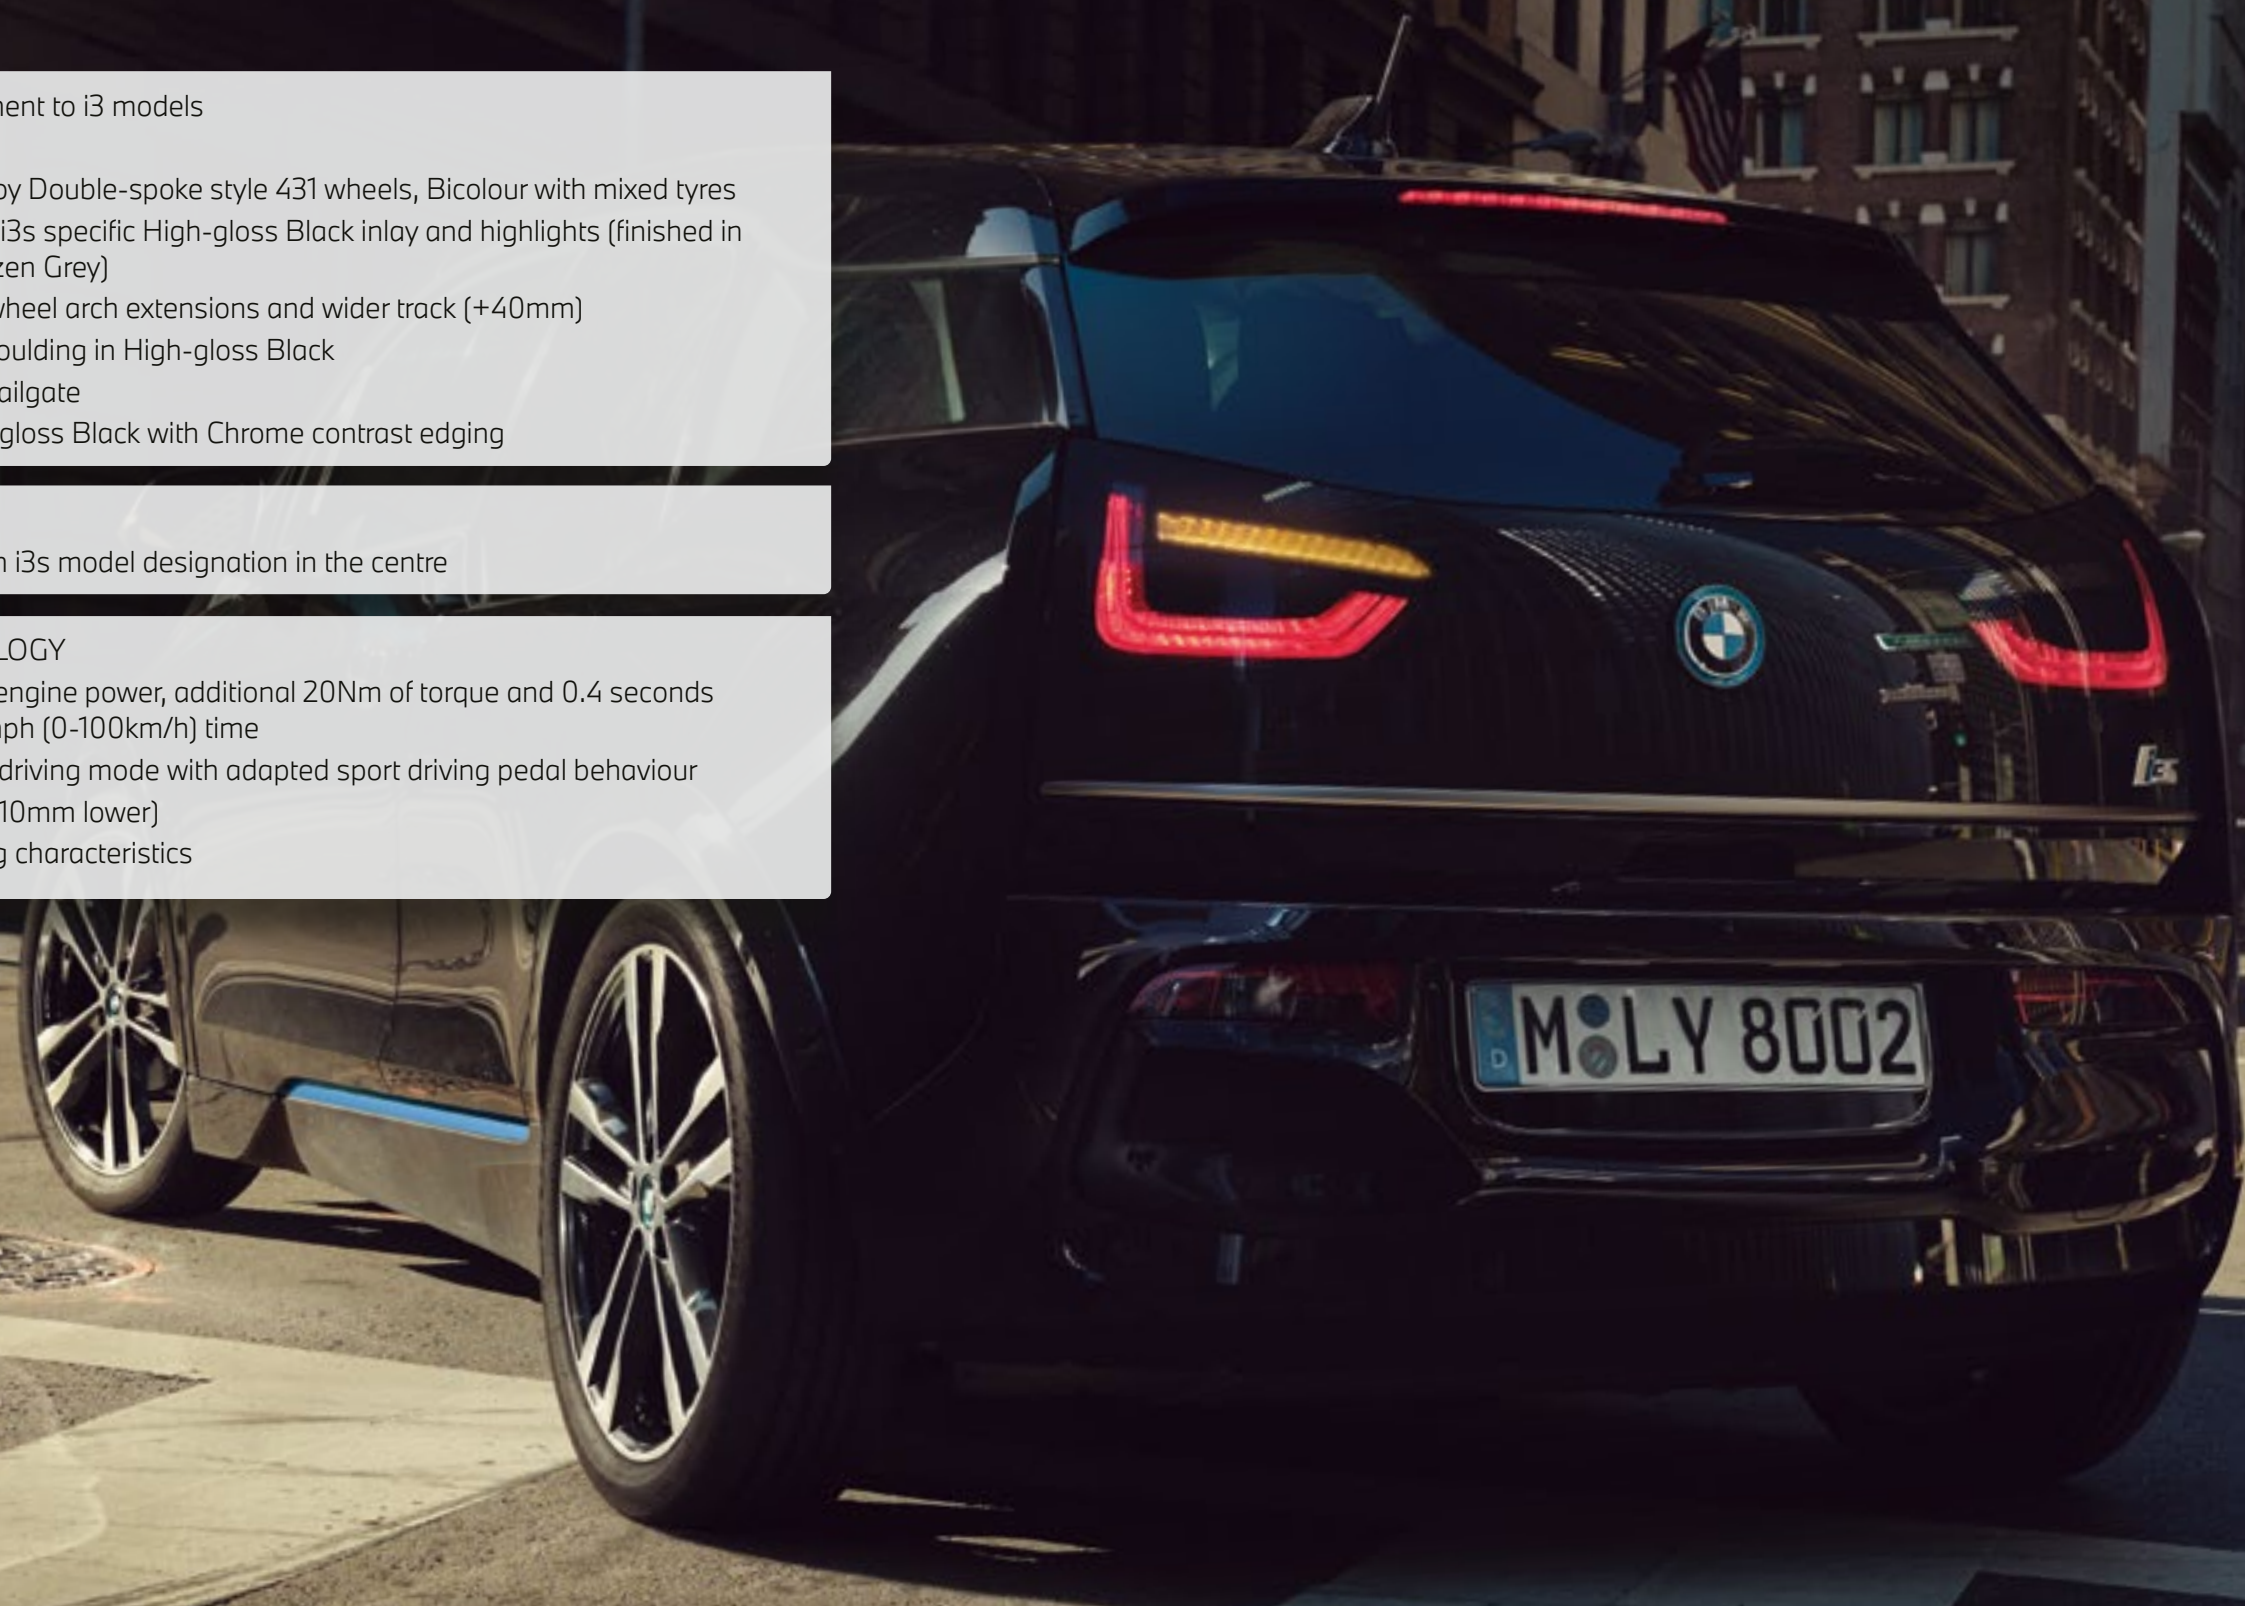 ent to i3 models
by Double-spoke style 431 wheels, Bicolour with mixed tyres
i3s specific High-gloss Black inlay and highlights (finished in
zen Grey)
wheel arch extensions and wider track (+40mm)
oulding in High-gloss Black
ailgate
gloss Black with Chrome contrast edging
n i3s model designation in the centre
LOGY
engine power, additional 20Nm of torque and 0.4 seconds
ph (0-100km/h) time
driving mode with adapted sport driving pedal behaviour
10mm lower)
g characteristics
BMW
i3s
D M LY 8002